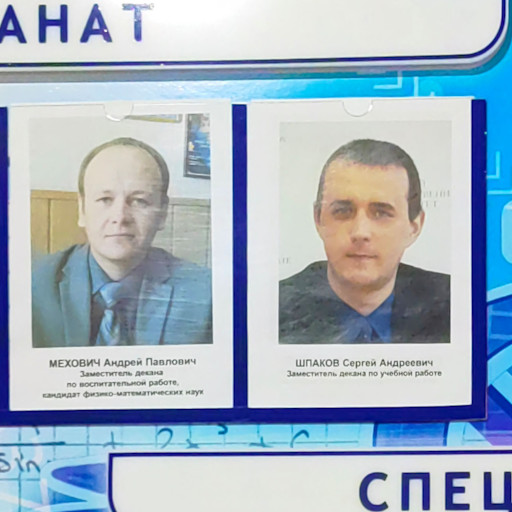 АНАТ
МЕХОВИЧ Андрей Павлович
Заместитель декана
по воспитательной работе,
кандидат физико-математических наук
ШПАКОВ Сергей Андреевич
Заместитель декана по учебной работе
sin
СПЕЦ